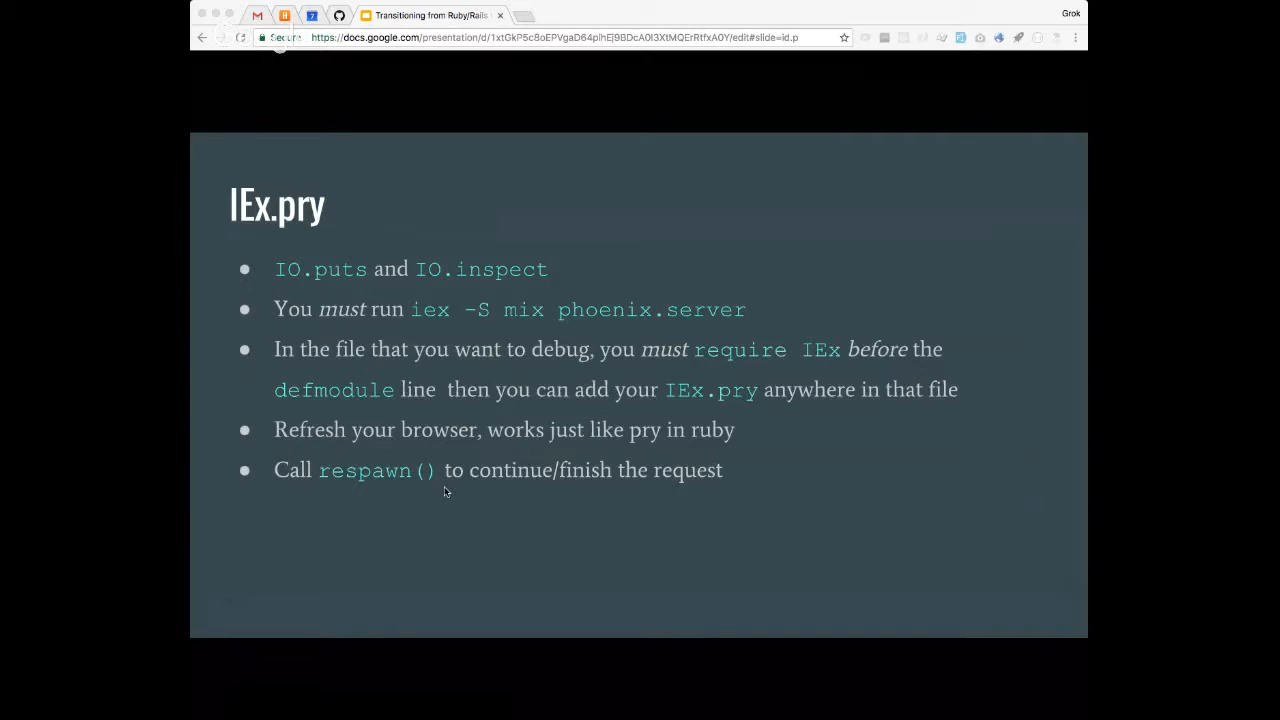 Transitioning from Ruby/Rails
Grok
Secure
https://docs.google.com/presentation/d/1xtGkP5c8oEPVgaD64plhEj9BDcA0I3XtMQErRtfxA0Y/edit#slide=id.p
IEx.pry
IO.puts and IO.inspect
You must run iex -S mix phoenix.server
In the file that you want to debug, you must require IEx before the
defmodule line then you can add your IEx.pry anywhere in that file
Refresh your browser, works just like pry in ruby
Call respawn() to continue/finish the request